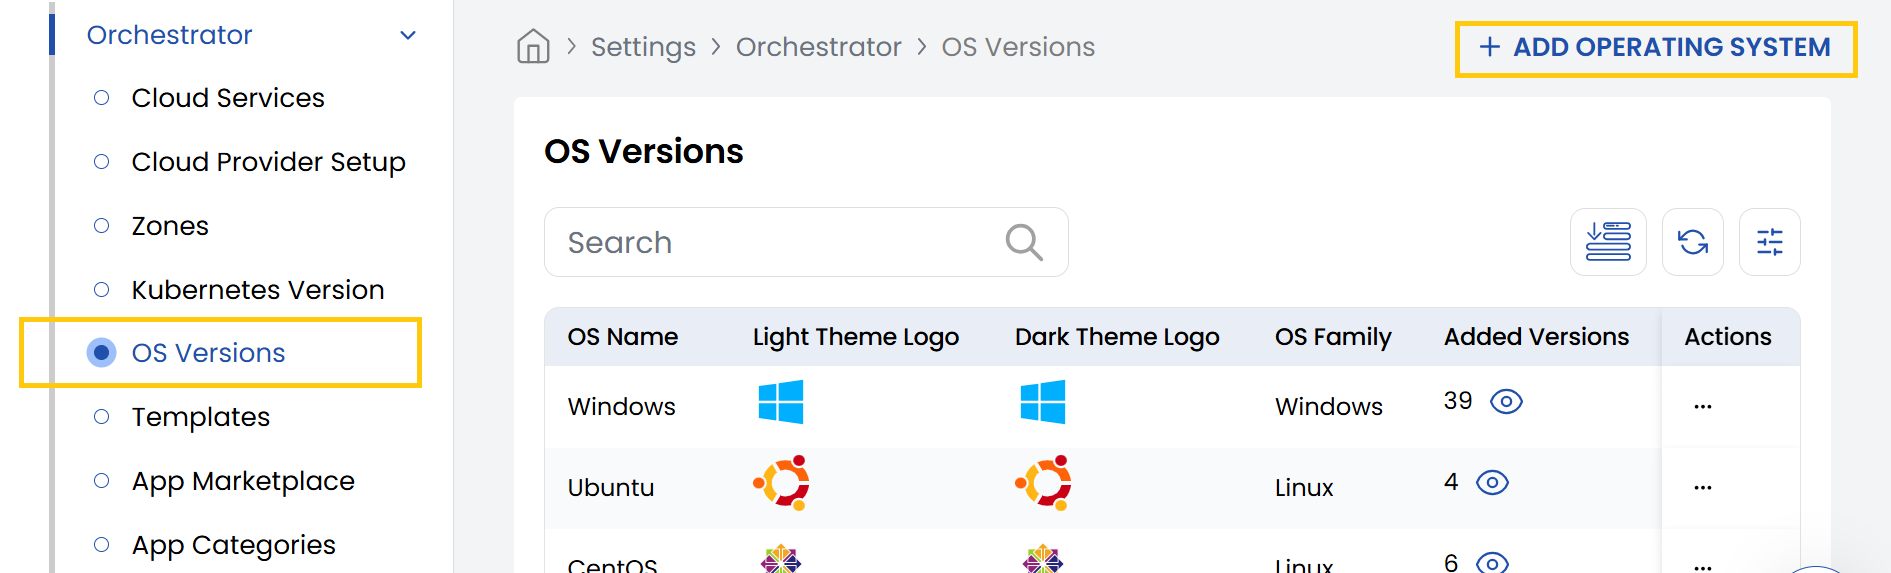 Orchestrator
Cloud Services
Cloud Provider Setup
Zones
Kubernetes Version
OS Versions
Templates
App Marketplace
App Categories
Settings > Orchestrator > OS Versions
+ ADD OPERATING SYSTEM
OS Versions
Search
OS Name Light Theme Logo Dark Theme Logo OS Family Added Versions Actions
Windows Windows 39 ...
Ubuntu Linux 4 ...
CentOS Linux 6 ...